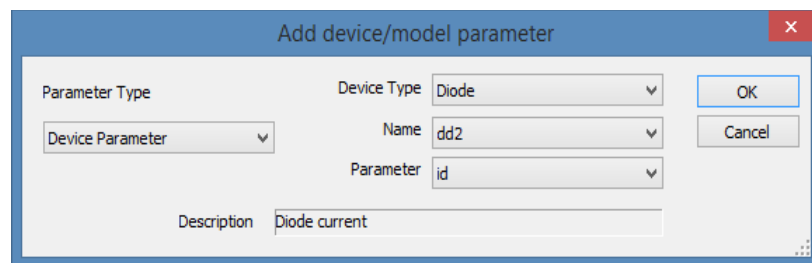 Add device/model parameter
Parameter Type
Device Type Diode
OK
Device Parameter
Name dd2
Cancel
Parameter id
Description Diode current